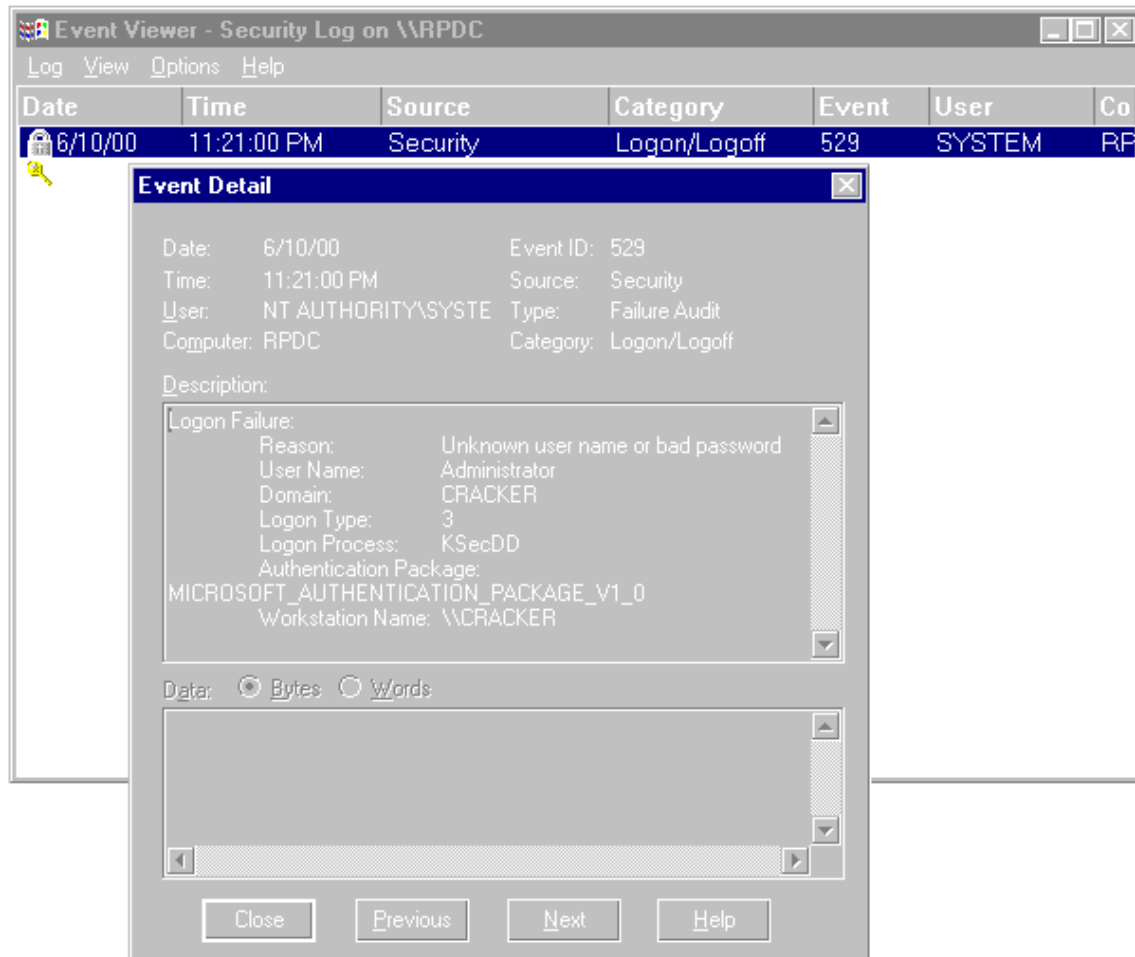 Event Viewer - Security Log on \\RPDC
Log View Options Help
Date Time Source Category Event User Co
6/10/00 11:21:00 PM Security Logon/Logoff 529 SYSTEM RP
Event Detail
Date: 6/10/00 Event ID: 529
Time: 11:21:00 PM Source: Security
User: NT AUTHORITY\SYSTE Type: Failure Audit
Computer: RPDC Category: Logon/Logoff
Description:
Logon Failure:
Reason: Unknown user name or bad password
User Name: Administrator
Domain: CRACKER
Logon Type: 3
Logon Process: KSecDD
Authentication Package:
MICROSOFT_AUTHENTICATION_PACKAGE_V1_0
Workstation Name: \\CRACKER
Data: Bytes Words
Close Previous Next Help